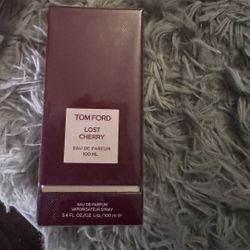 TOM FORD
LOST
CHERRY
EAU DE PARFUM
100 ML
EAU DE PARFUM
VAPORISATEUR SPRAY
3.4 FL.OZ/OZ. LIQ./100 ml ℮